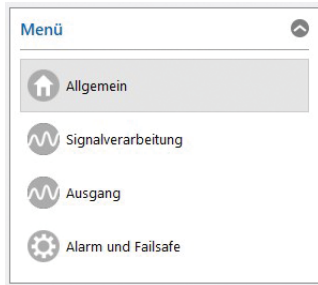 Menü
Allgemein
Signalverarbeitung
Ausgang
Alarm und Failsafe